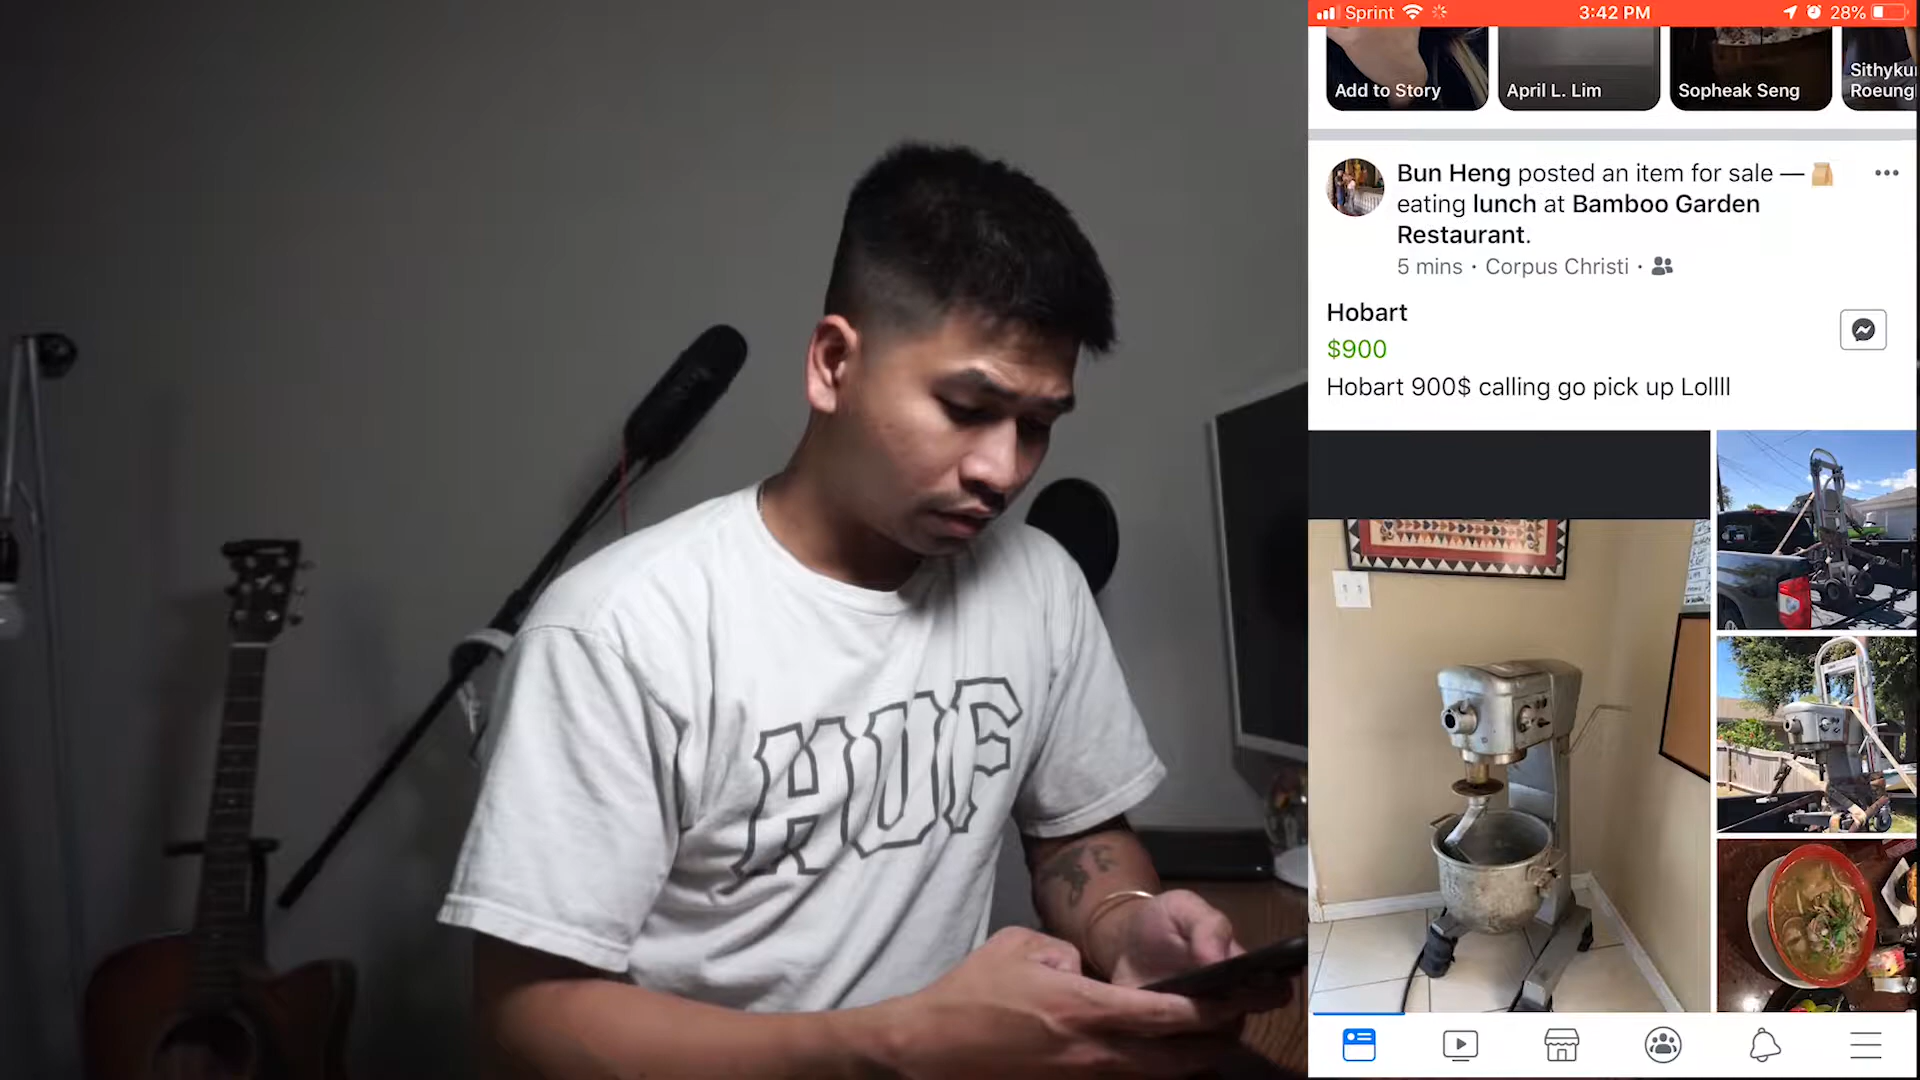 Sprint 3:42 PM 28%
Add to Story
April L. Lim
Sopheak Seng
Sithyku
Roeung
Bun Heng posted an item for sale —
eating lunch at Bamboo Garden
Restaurant.
5 mins · Corpus Christi ·
Hobart
$900
Hobart 900$ calling go pick up Lollll
HUF